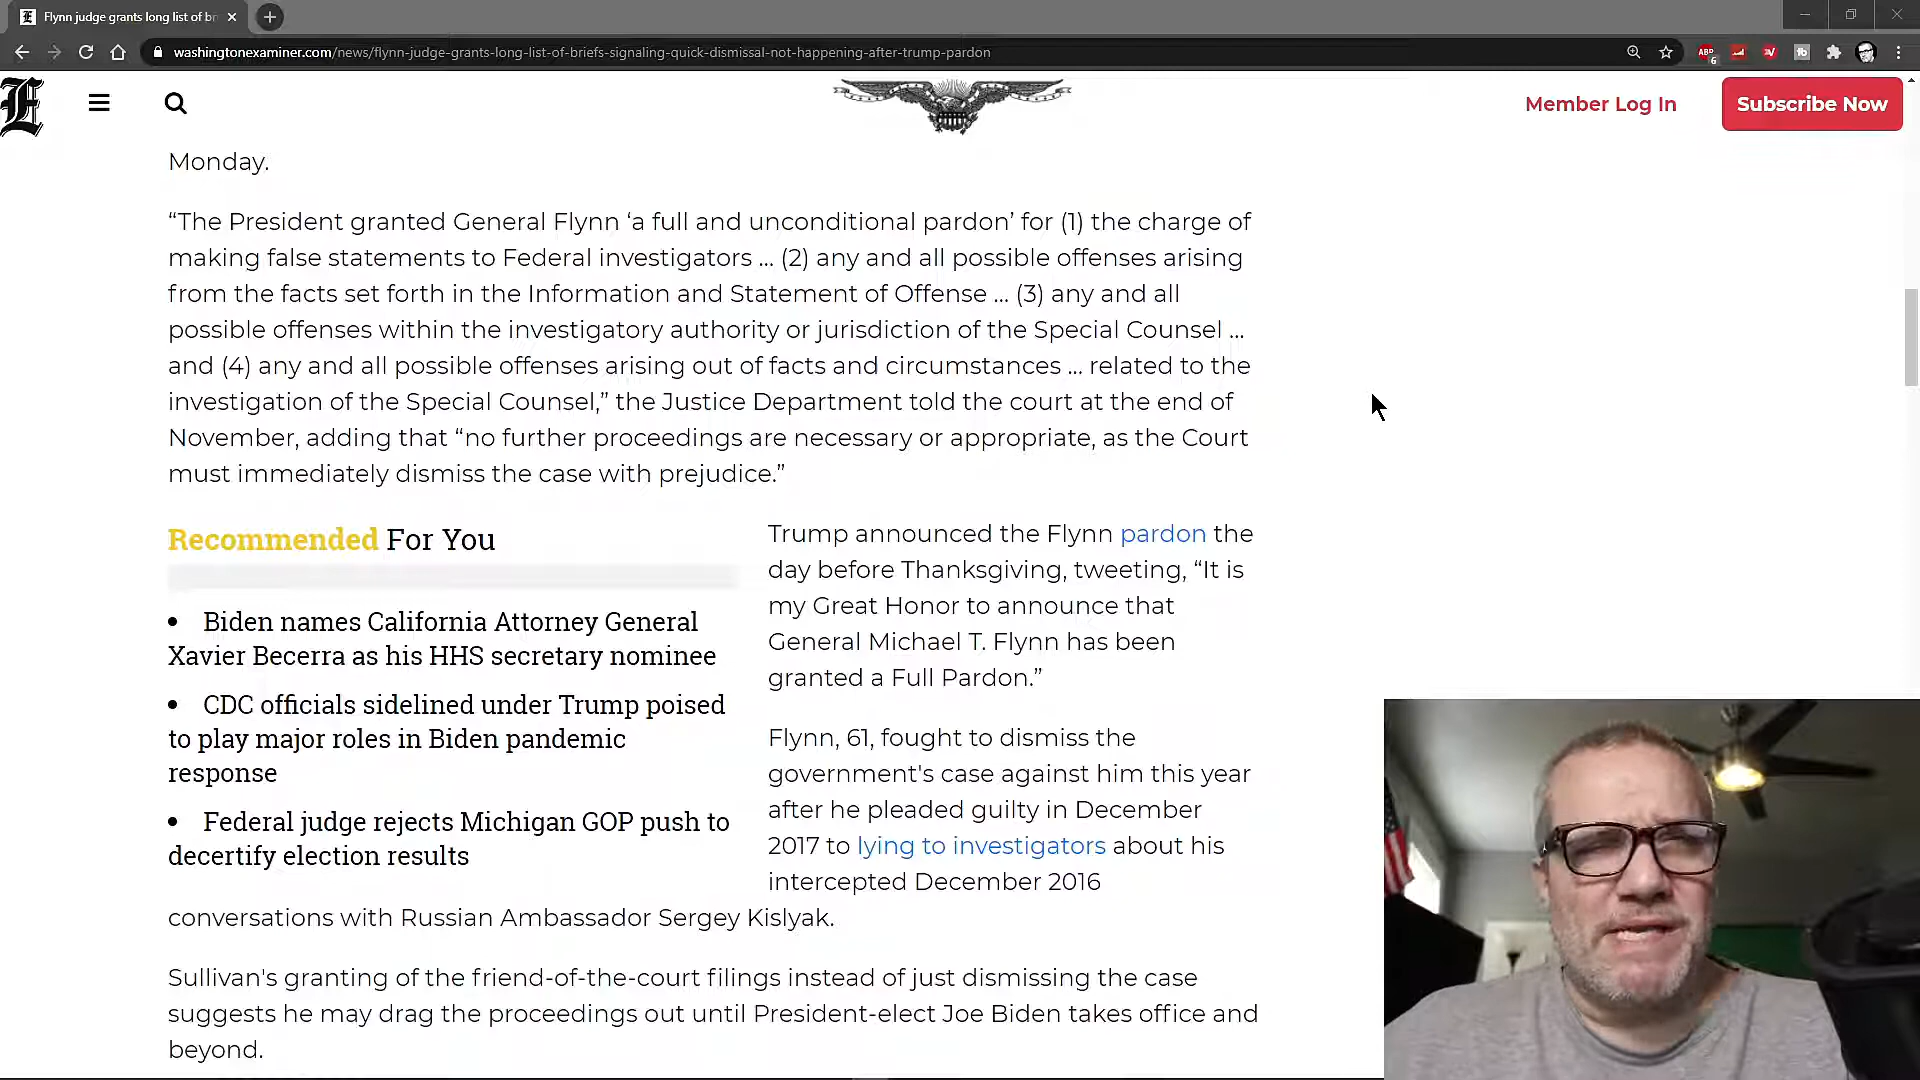 Flynn judge grants long list of br
washingtonexaminer.com/news/flynn-judge-grants-long-list-of-briefs-signaling-quick-dismissal-not-happening-after-trump-pardon
ABP
6
E
Member Log In
Subscribe Now
Monday.
“The President granted General Flynn ‘a full and unconditional pardon’ for (1) the charge of
making false statements to Federal investigators ... (2) any and all possible offenses arising
from the facts set forth in the Information and Statement of Offense ... (3) any and all
possible offenses within the investigatory authority or jurisdiction of the Special Counsel ...
and (4) any and all possible offenses arising out of facts and circumstances ... related to the
investigation of the Special Counsel,” the Justice Department told the court at the end of
November, adding that “no further proceedings are necessary or appropriate, as the Court
must immediately dismiss the case with prejudice.”
Recommended For You
• Biden names California Attorney General
Xavier Becerra as his HHS secretary nominee
• CDC officials sidelined under Trump poised
to play major roles in Biden pandemic
response
• Federal judge rejects Michigan GOP push to
decertify election results
Trump announced the Flynn pardon the
day before Thanksgiving, tweeting, “It is
my Great Honor to announce that
General Michael T. Flynn has been
granted a Full Pardon.”
Flynn, 61, fought to dismiss the
government's case against him this year
after he pleaded guilty in December
2017 to lying to investigators about his
intercepted December 2016
conversations with Russian Ambassador Sergey Kislyak.
Sullivan's granting of the friend-of-the-court filings instead of just dismissing the case
suggests he may drag the proceedings out until President-elect Joe Biden takes office and
beyond.